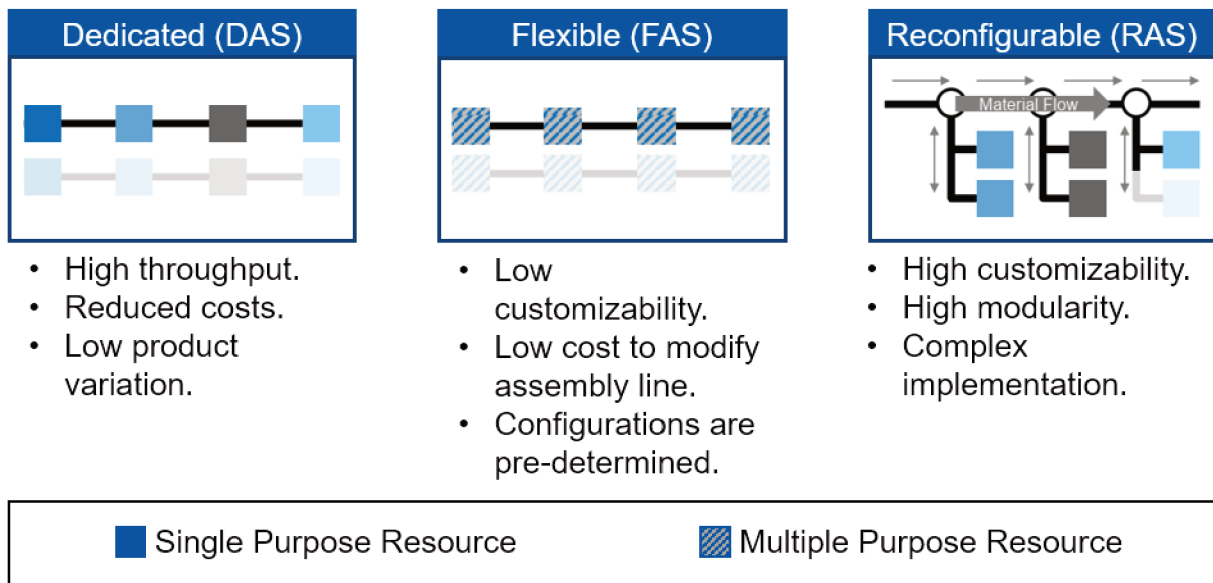 Dedicated (DAS)
• High throughput.
• Reduced costs.
• Low product
variation.
Flexible (FAS)
• Low
customizability.
• Low cost to modify
assembly line.
• Configurations are
pre-determined.
Reconfigurable (RAS)
Material Flow
• High customizability.
• High modularity.
• Complex
implementation.
Single Purpose Resource
Multiple Purpose Resource